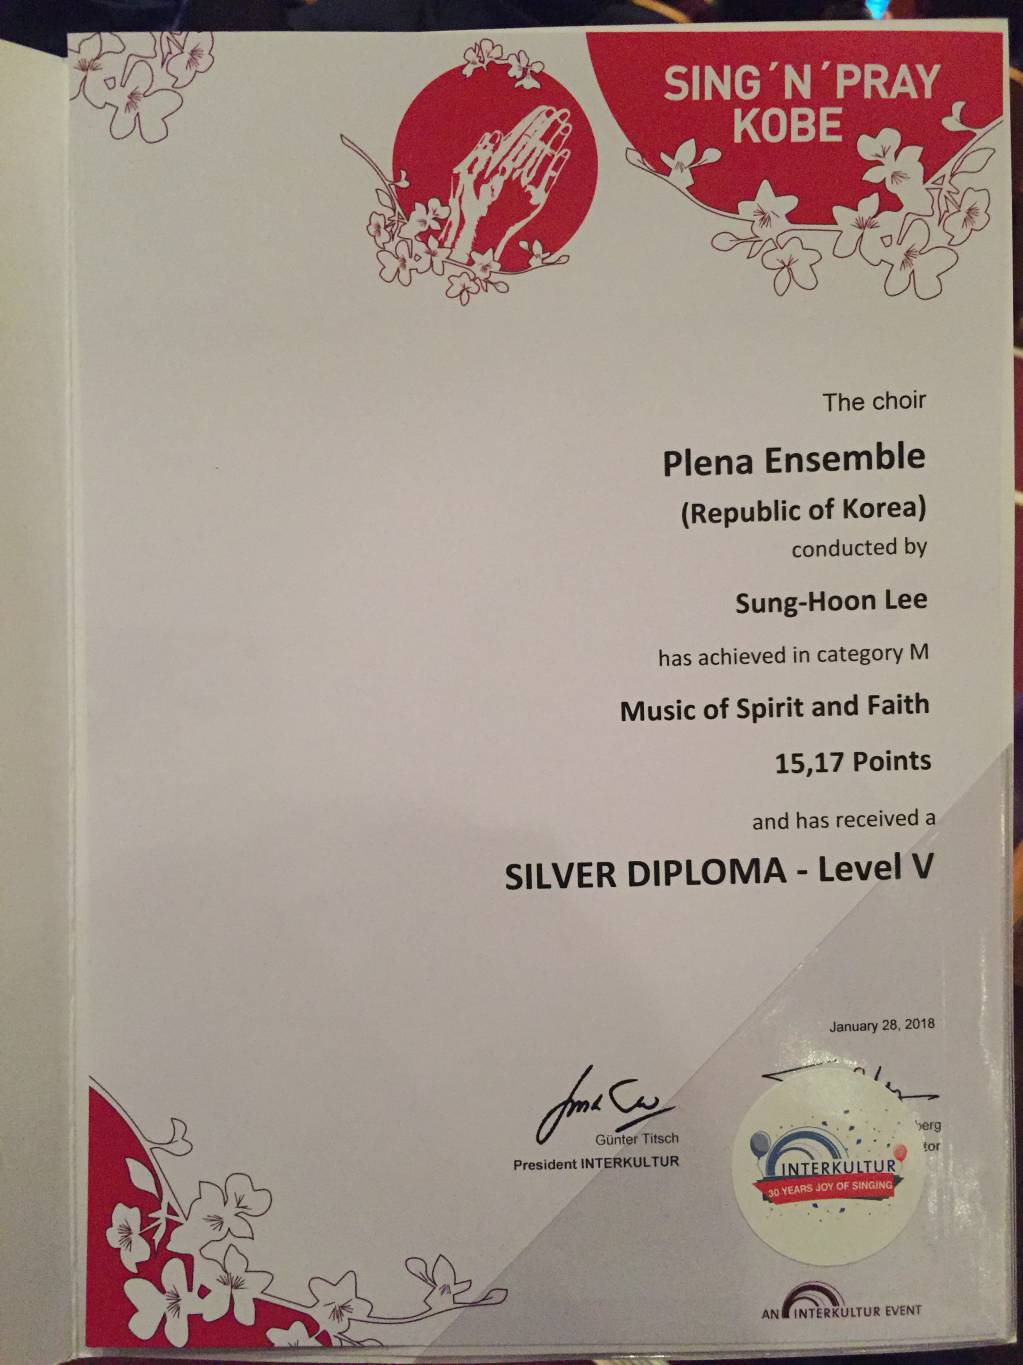 SING´N´PRAY
KOBE
The choir
Plena Ensemble
(Republic of Korea)
conducted by
Sung-Hoon Lee
has achieved in category M
Music of Spirit and Faith
15,17 Points
and has received a
SILVER DIPLOMA - Level V
January 28, 2018
Günter Titsch
President INTERKULTUR
INTERKULTUR
30 YEARS JOY OF SINGING
AN INTERKULTUR EVENT